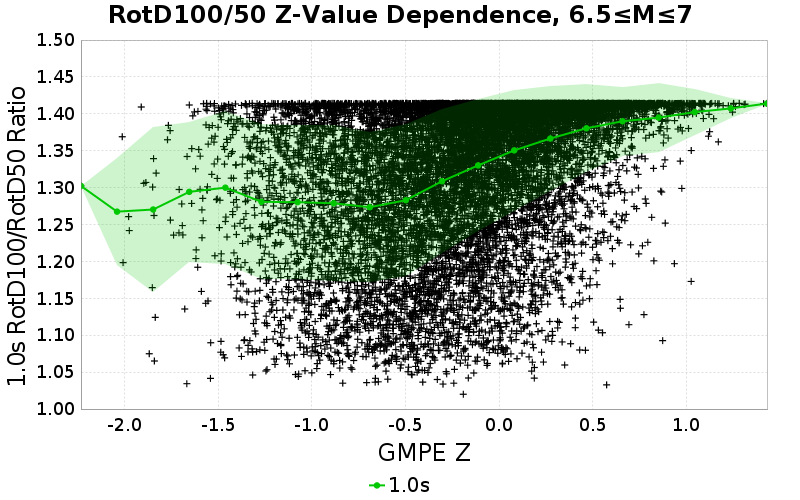 RotD100/50 Z-Value Dependence, 6.5≤M≤7
1.0s RotD100/RotD50 Ratio
1.50
1.45
1.40
1.35
1.30
1.25
1.20
1.15
1.10
1.05
1.00
-2.0 -1.5 -1.0 -0.5 0.0 0.5 1.0
GMPE Z
1.0s